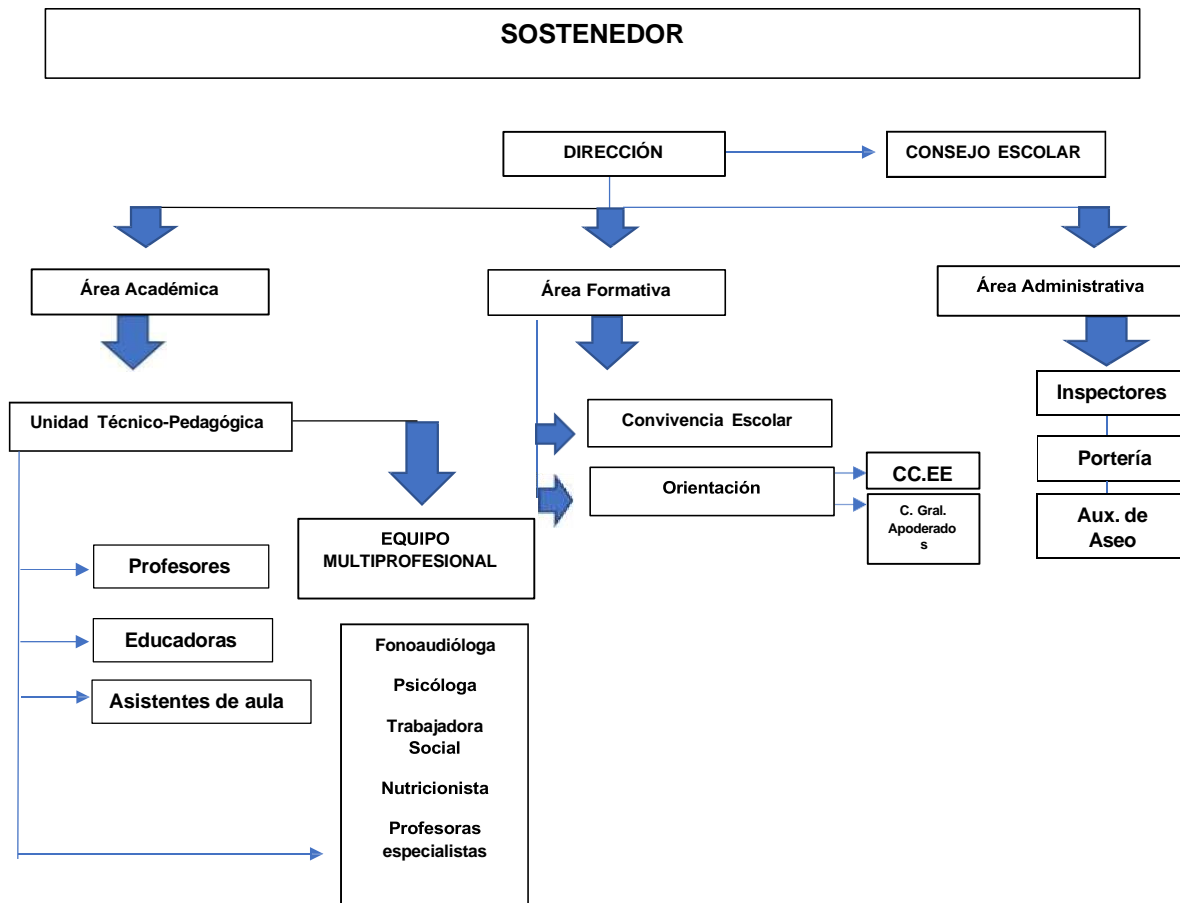 SOSTENEDOR
DIRECCIÓN
CONSEJO ESCOLAR
Área Académica
Área Formativa
Área Administrativa
Unidad Técnico-Pedagógica
Convivencia Escolar
Orientación
CC.EE
C. Gral.
Apoderado
s
Inspectores
Portería
Aux. de
Aseo
EQUIPO
MULTIPROFESIONAL
Profesores
Educadoras
Asistentes de aula
Fonoaudióloga
Psicóloga
Trabajadora
Social
Nutricionista
Profesoras
especialistas